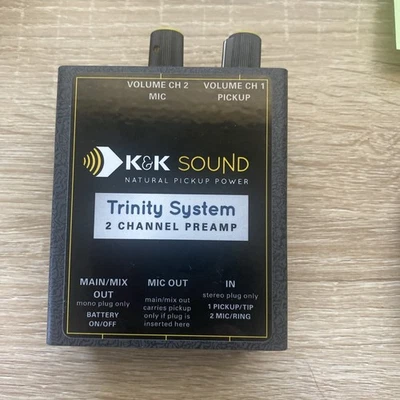 VOLUME CH 2
MIC
VOLUME CH 1
PICKUP
K&K SOUND
NATURAL PICKUP POWER
Trinity System
2 CHANNEL PREAMP
MAIN/MIX
OUT
mono plug only
BATTERY
ON/OFF
MIC OUT
main/mix out
carries pickup
only if plug is
inserted here
IN
stereo plug only
1 PICKUP/TIP
2 MIC/RING